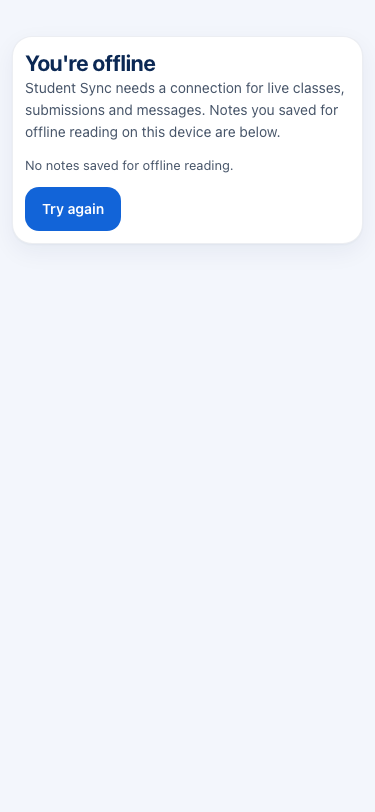 You're offline
Student Sync needs a connection for live classes,
submissions and messages. Notes you saved for
offline reading on this device are below.
No notes saved for offline reading.
Try again